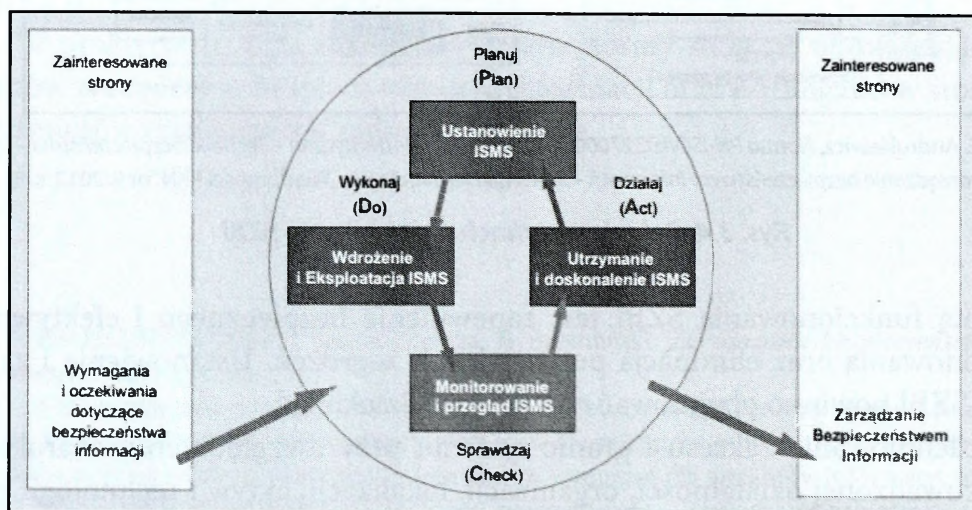 Zainteresowane
strony
Wymagania
i oczekiwania
dotyczące
bezpieczeństwa
informacji
Planuj
(Plan)
Ustanowienie
ISMS
Wykonaj
(Do)
Działaj
(Act)
Wdrożenie
i Eksploatacja ISMS
Utrzymanie
i doskonalenie ISMS
Monitorowanie
i przegląd ISMS
Sprawdzaj
(Check)
Zainteresowane
strony
Zarządzanie
Bezpieczeństwem
Informacji